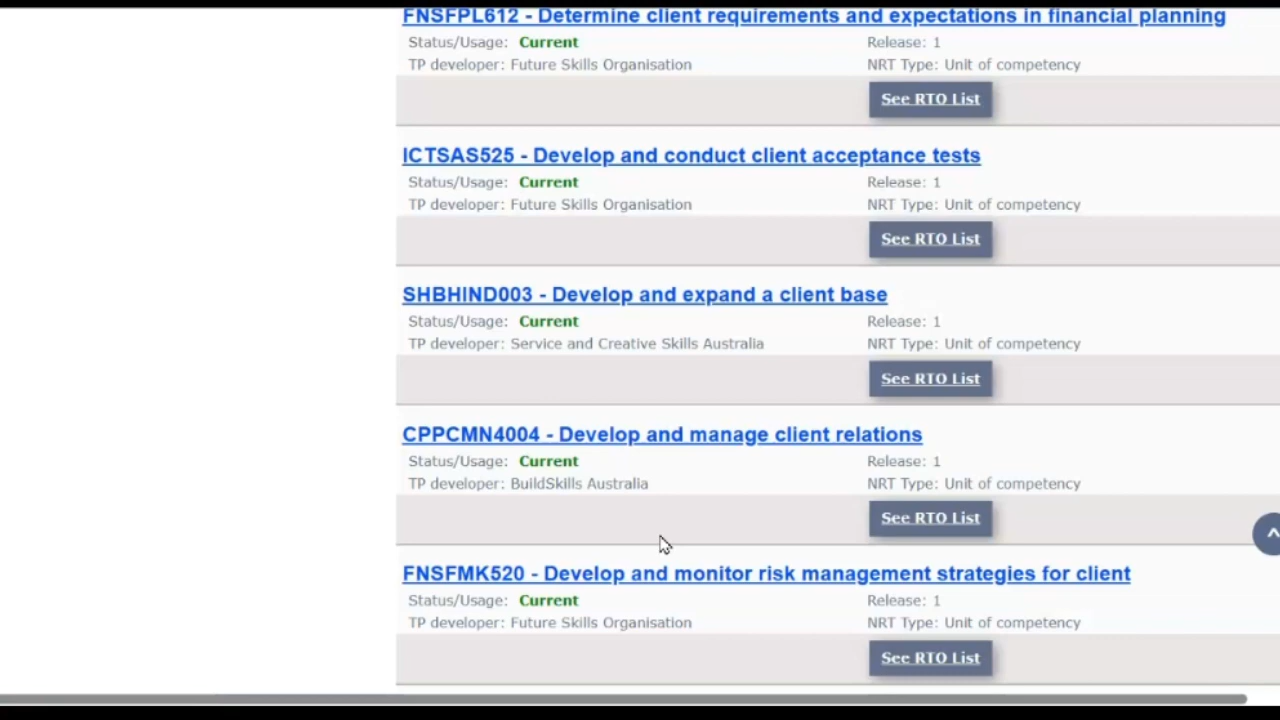 FNSFPL612 - Determine client requirements and expectations in financial planning
Status/Usage: Current Release: 1
TP developer: Future Skills Organisation NRT Type: Unit of competency
See RTO List
ICTSAS525 - Develop and conduct client acceptance tests
Status/Usage: Current Release: 1
TP developer: Future Skills Organisation NRT Type: Unit of competency
See RTO List
SHBHIND003 - Develop and expand a client base
Status/Usage: Current Release: 1
TP developer: Service and Creative Skills Australia NRT Type: Unit of competency
See RTO List
CPPCMN4004 - Develop and manage client relations
Status/Usage: Current Release: 1
TP developer: BuildSkills Australia NRT Type: Unit of competency
See RTO List
FNSFMK520 - Develop and monitor risk management strategies for client
Status/Usage: Current Release: 1
TP developer: Future Skills Organisation NRT Type: Unit of competency
See RTO List